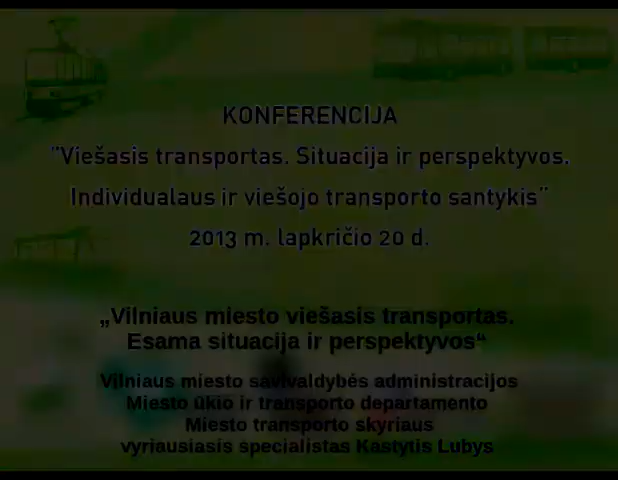 KONFERENCIJA
"Viešasis transportas. Situacija ir perspektyvos.
Individualaus ir viešojo transporto santykis"
2013 m. lapkričio 20 d.
„Vilniaus miesto viešasis transportas.
Esama situacija ir perspektyvos“
Vilniaus miesto savivaldybės administracijos
Miesto ūkio ir transporto departamento
Miesto transporto skyriaus
vyriausiasis specialistas Kastytis Lubys